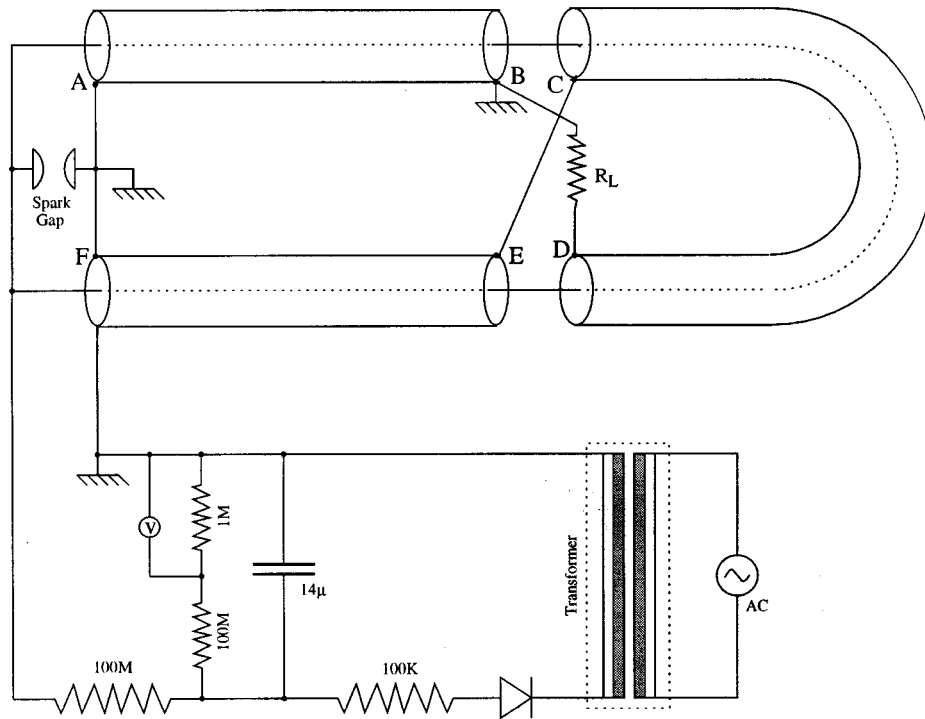 A
B
C
R_L
Spark
Gap
F
E
D
V
1M
100M
14μ
100M
100K
Transformer
AC